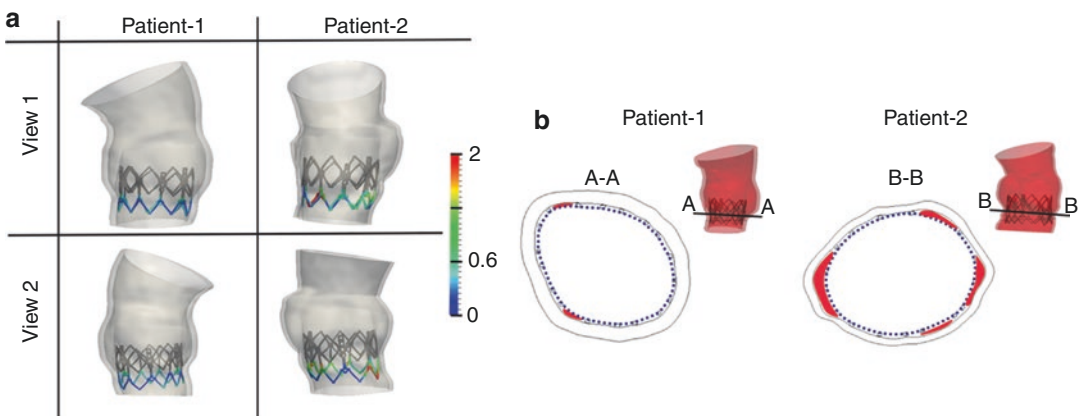 a
Patient-1
Patient-2
View 1
View 2
2
0.6
0
b
Patient-1
Patient-2
A-A
A
A
B-B
B
B